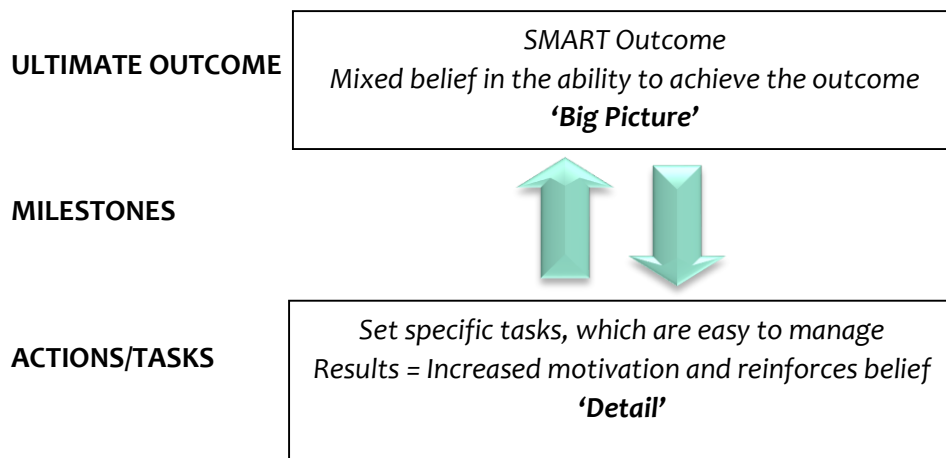 SMART Outcome
ULTIMATE OUTCOME
Mixed belief in the ability to achieve the outcome
‘Big Picture’
MILESTONES
Set specific tasks, which are easy to manage
ACTIONS/TASKS
Results = Increased motivation and reinforces belief
‘Detail’